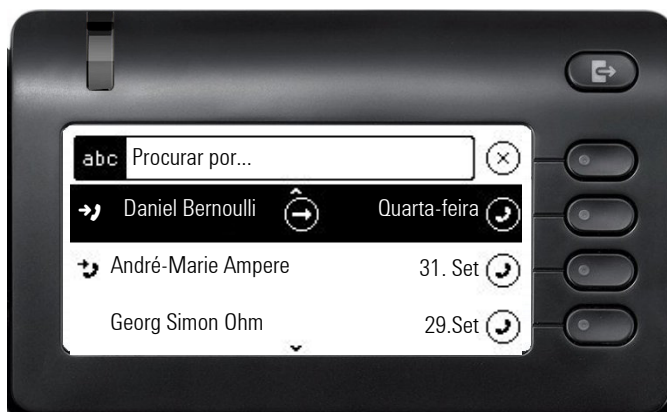 abc Procurar por...
Daniel Bernoulli Quarta-feira
André-Marie Ampere 31. Set
Georg Simon Ohm 29.Set